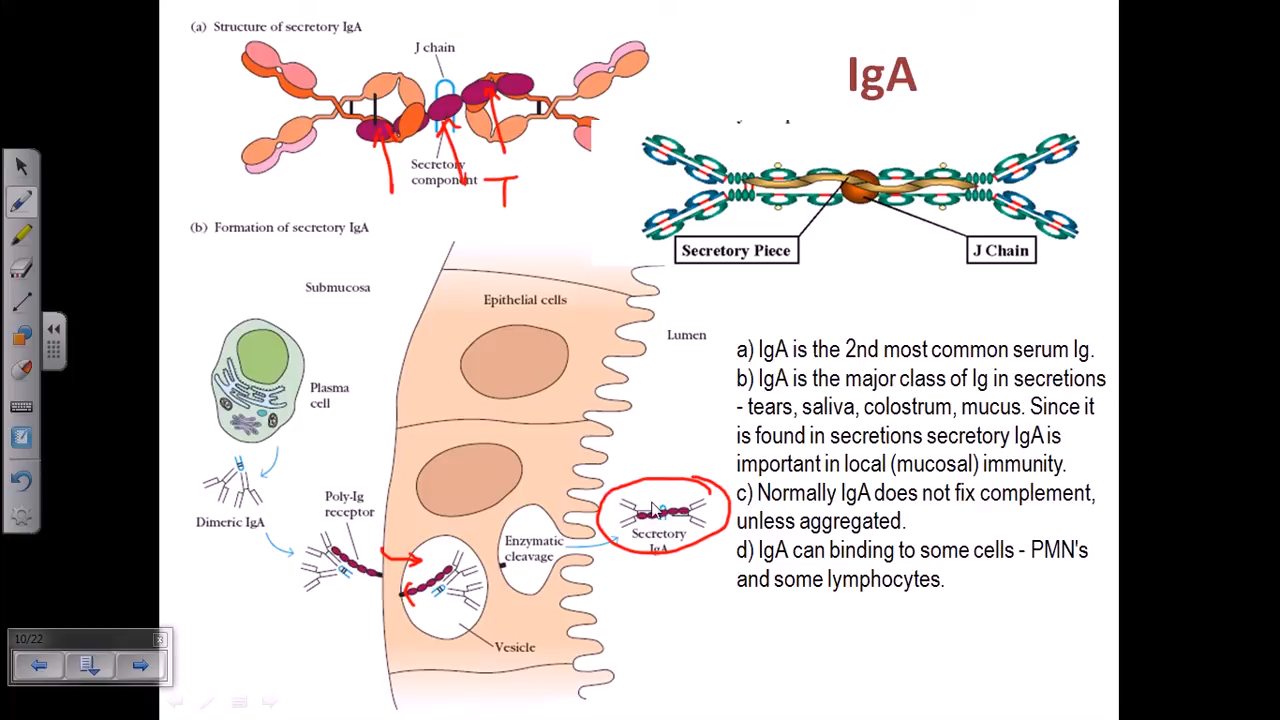 (a) Structure of secretory IgA
J chain
Secretory
component
T
IgA
Secretory Piece
J Chain
(b) Formation of secretory IgA
Submucosa
Epithelial cells
Lumen
Plasma
cell
Dimeric IgA
Poly-Ig
receptor
Enzymatic
cleavage
Secretory
IgA
Vesicle
a) IgA is the 2nd most common serum Ig.
b) IgA is the major class of Ig in secretions
- tears, saliva, colostrum, mucus. Since it
is found in secretions secretory IgA is
important in local (mucosal) immunity.
c) Normally IgA does not fix complement,
unless aggregated.
d) IgA can binding to some cells - PMN's
and some lymphocytes.
10/22